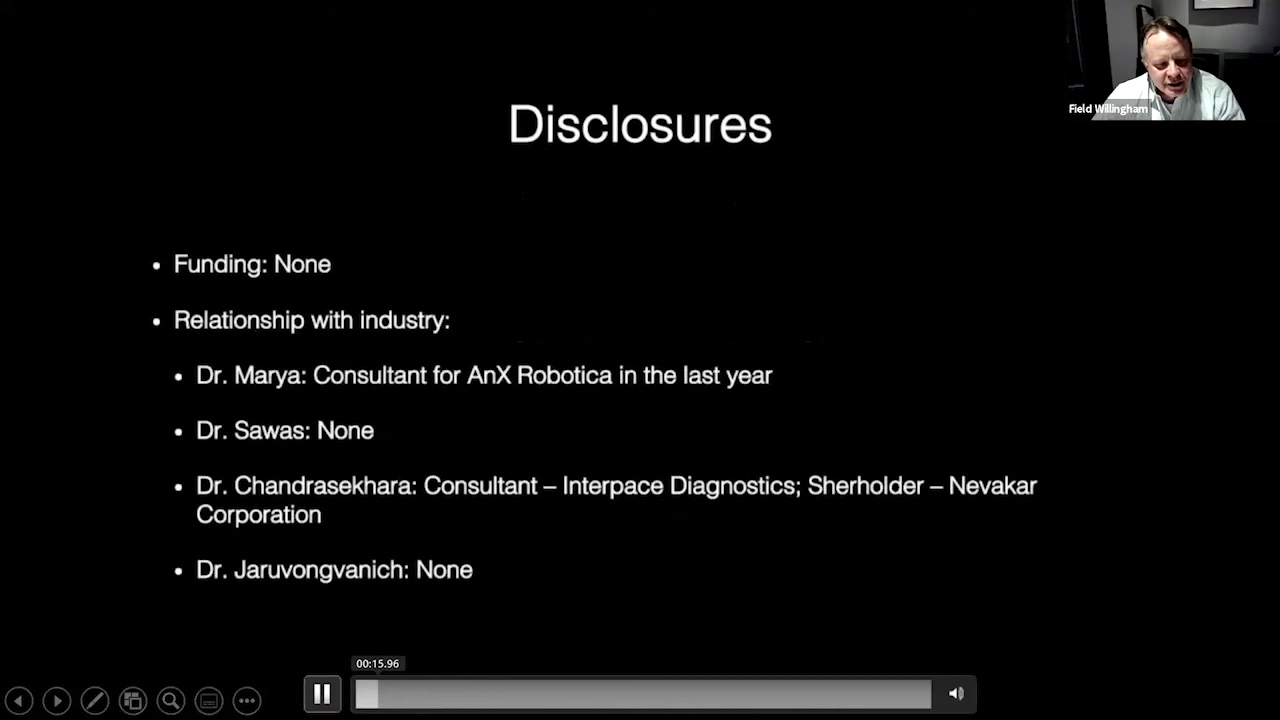 Field Willingham
Disclosures
• Funding: None
• Relationship with industry:
• Dr. Marya: Consultant for AnX Robotica in the last year
• Dr. Sawas: None
• Dr. Chandrasekhara: Consultant – Interpace Diagnostics; Sherholder – Nevakar
Corporation
• Dr. Jaruvongvanich: None
00:15.96